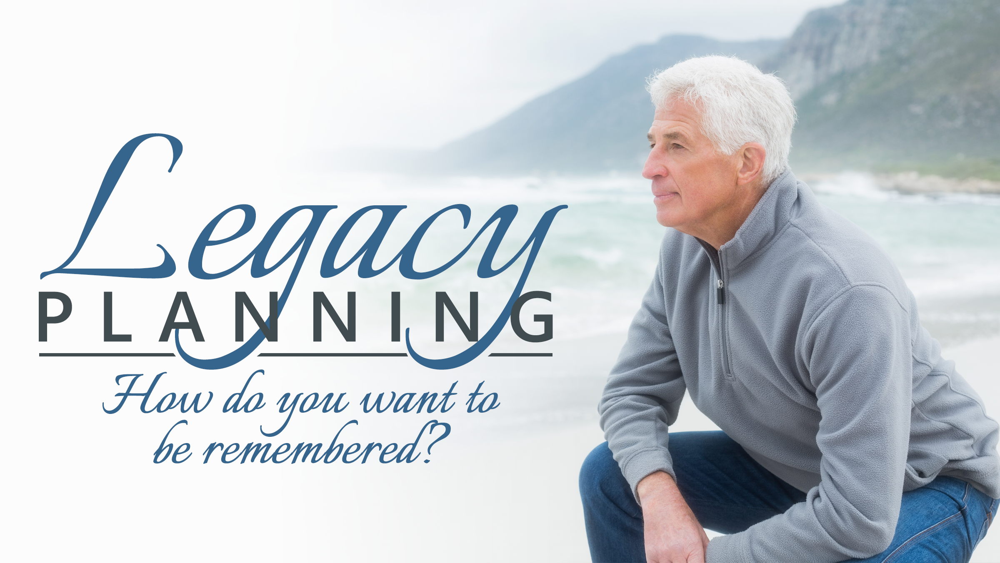 Legacy
PLANNING
How do you want to
be remembered?